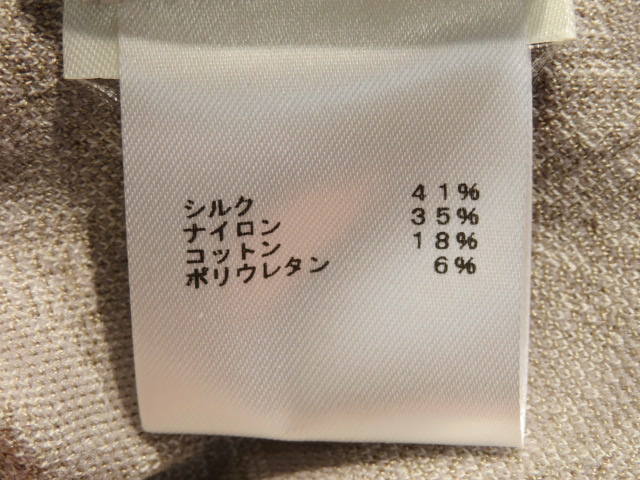 シルク 41%
ナイロン 35%
コットン 18%
ポリウレタン 6%